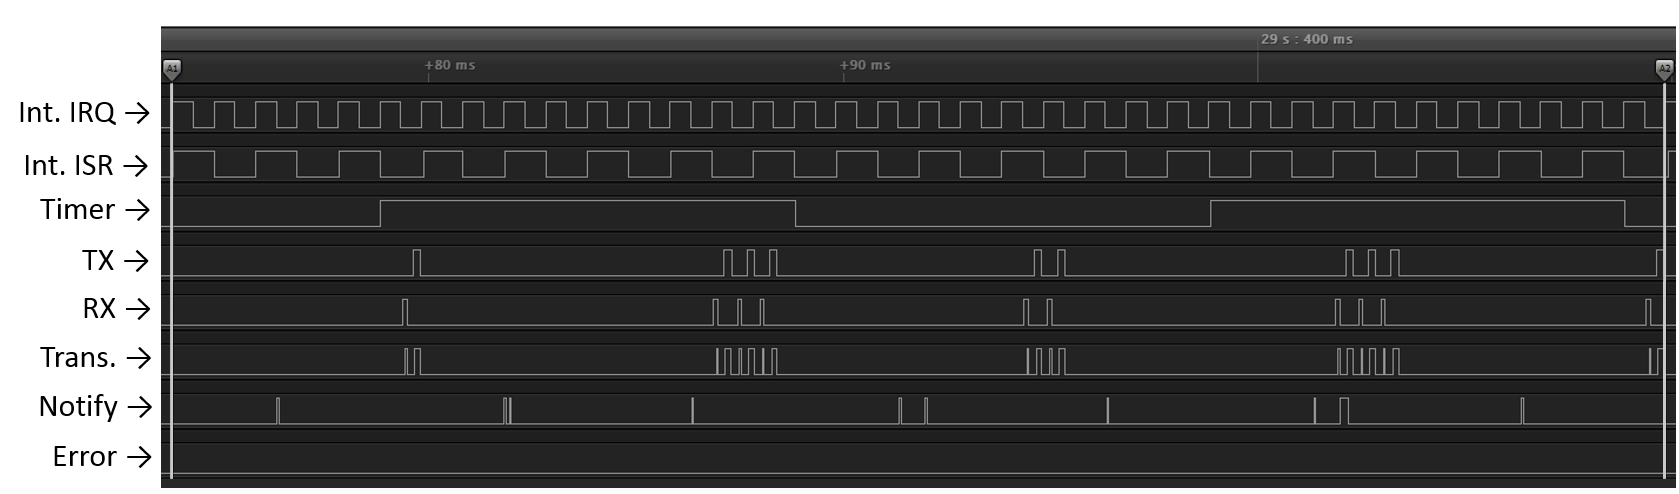 29 s : 400 ms
+80 ms
+90 ms
A1
A2
Int. IRQ →
Int. ISR →
Timer →
TX →
RX →
Trans. →
Notify →
Error →